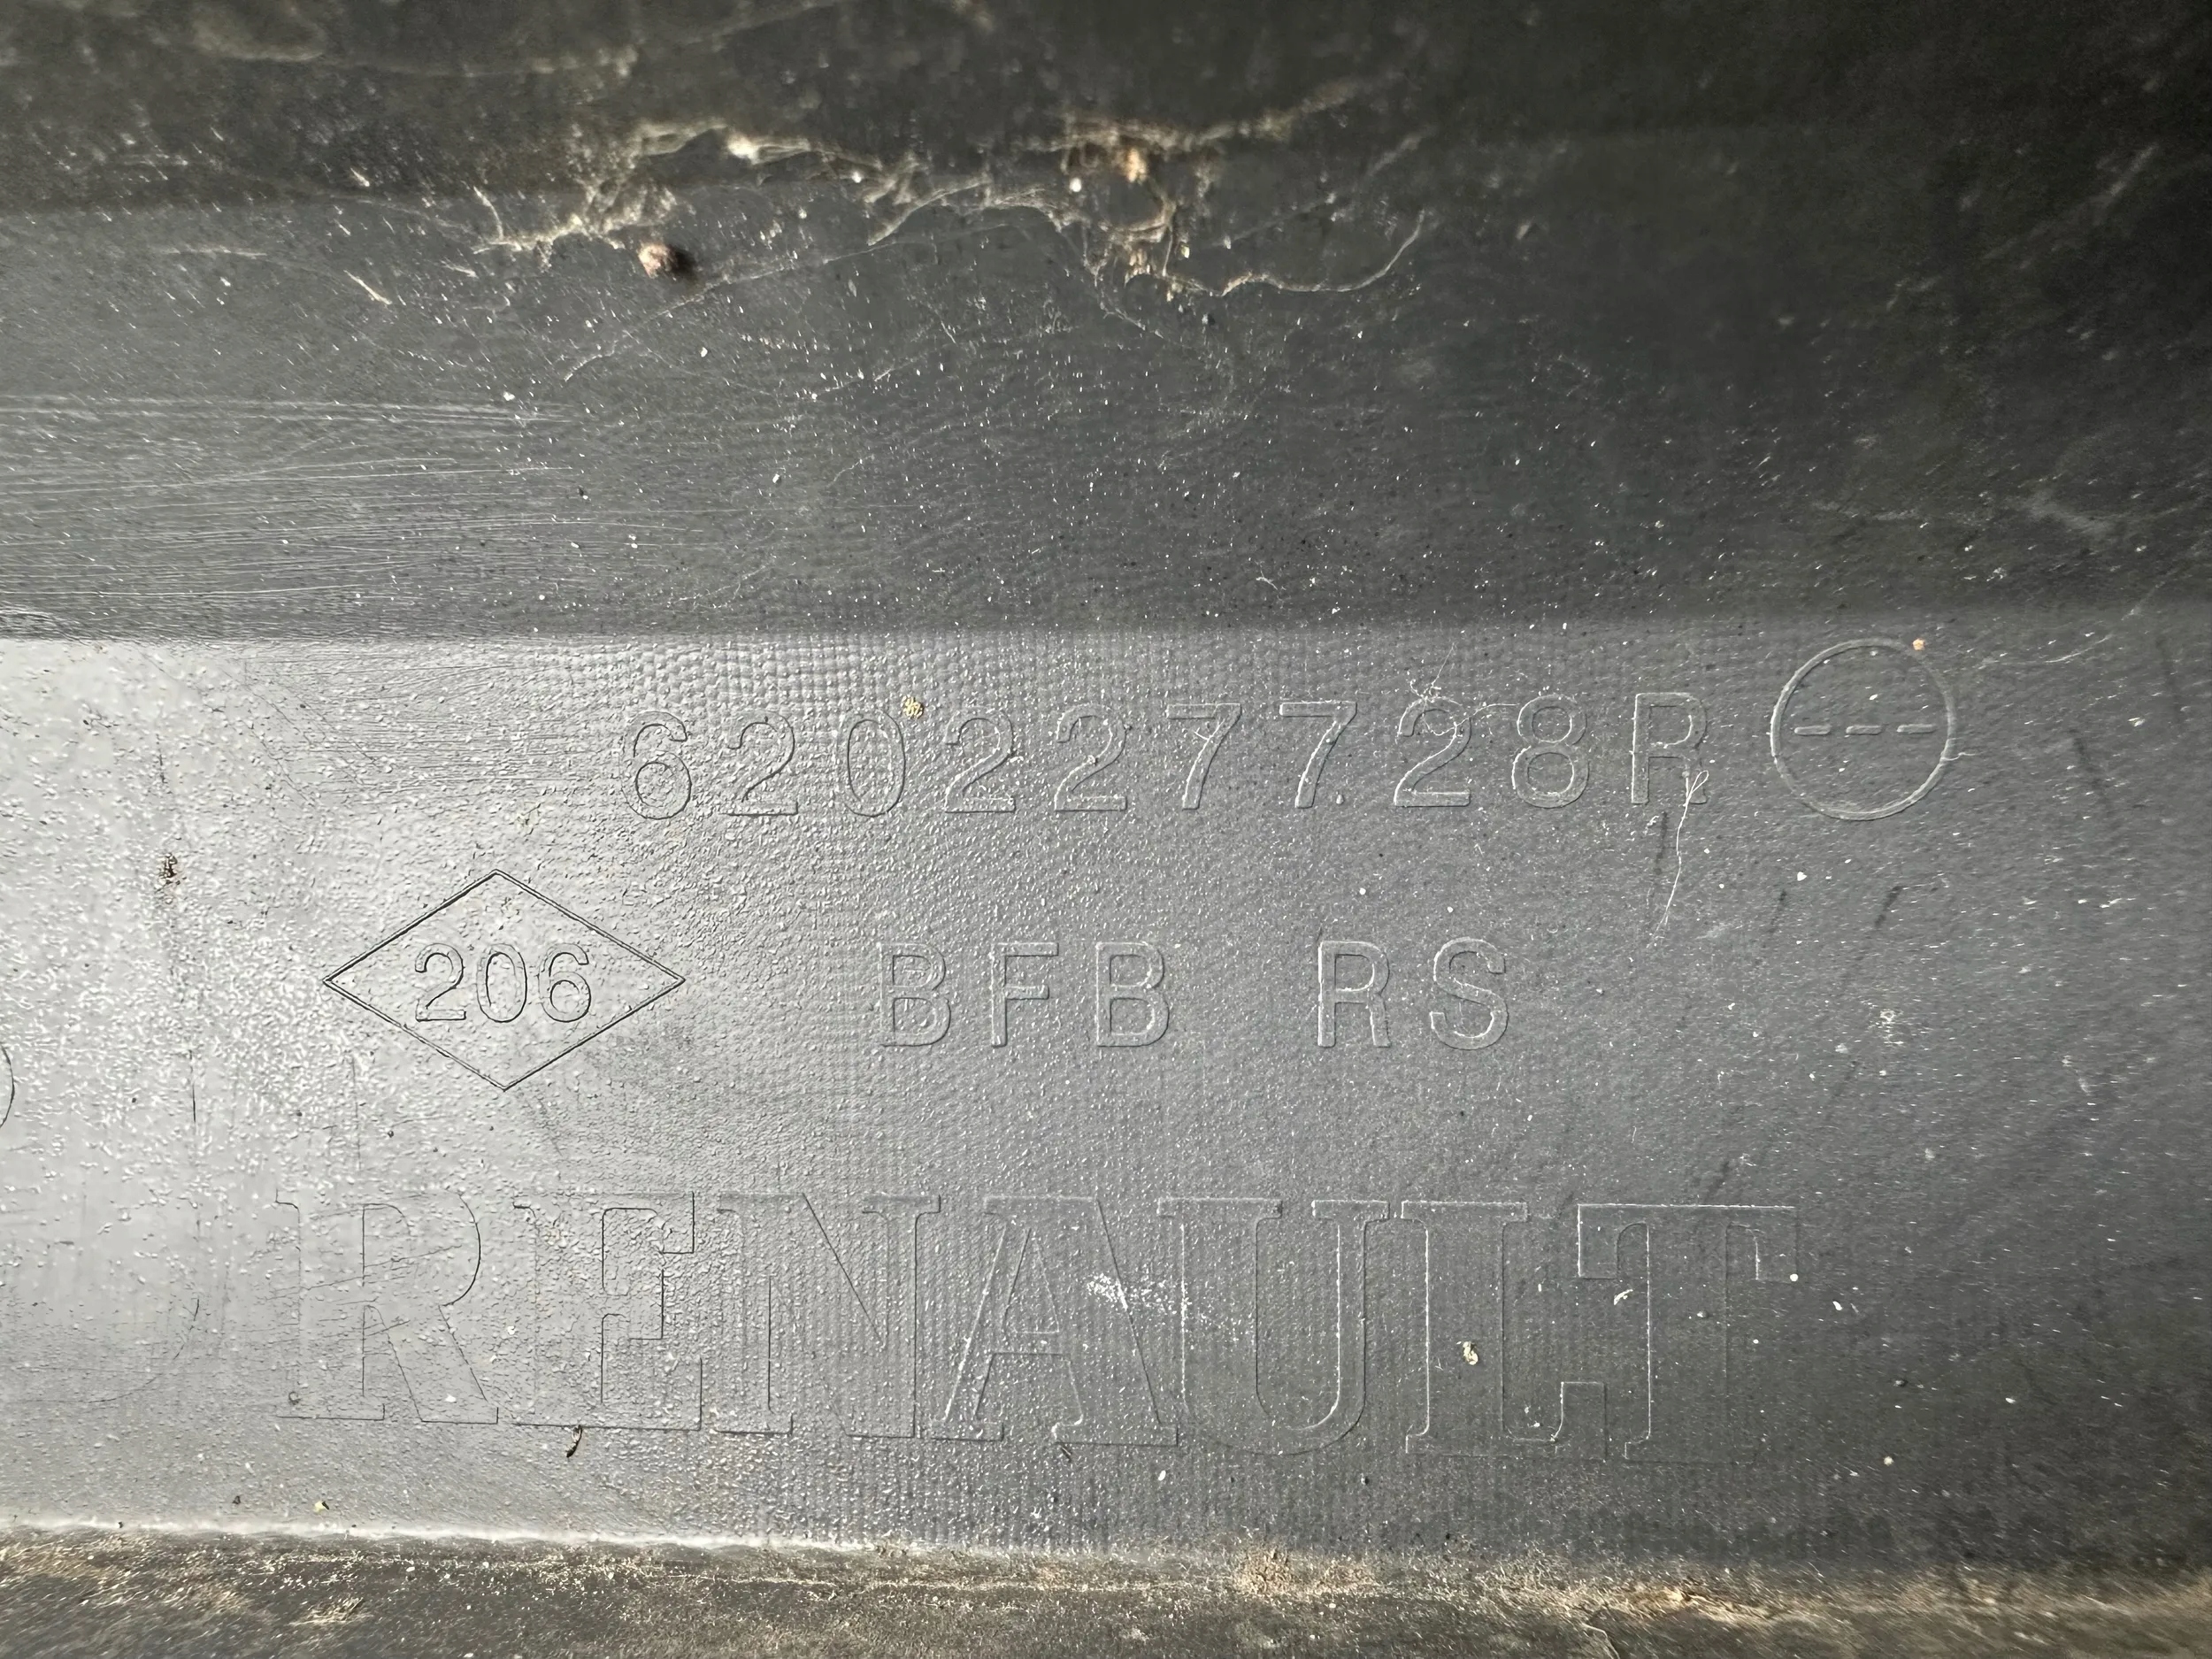 620227728R ---
206 BFB RS
RENAULT